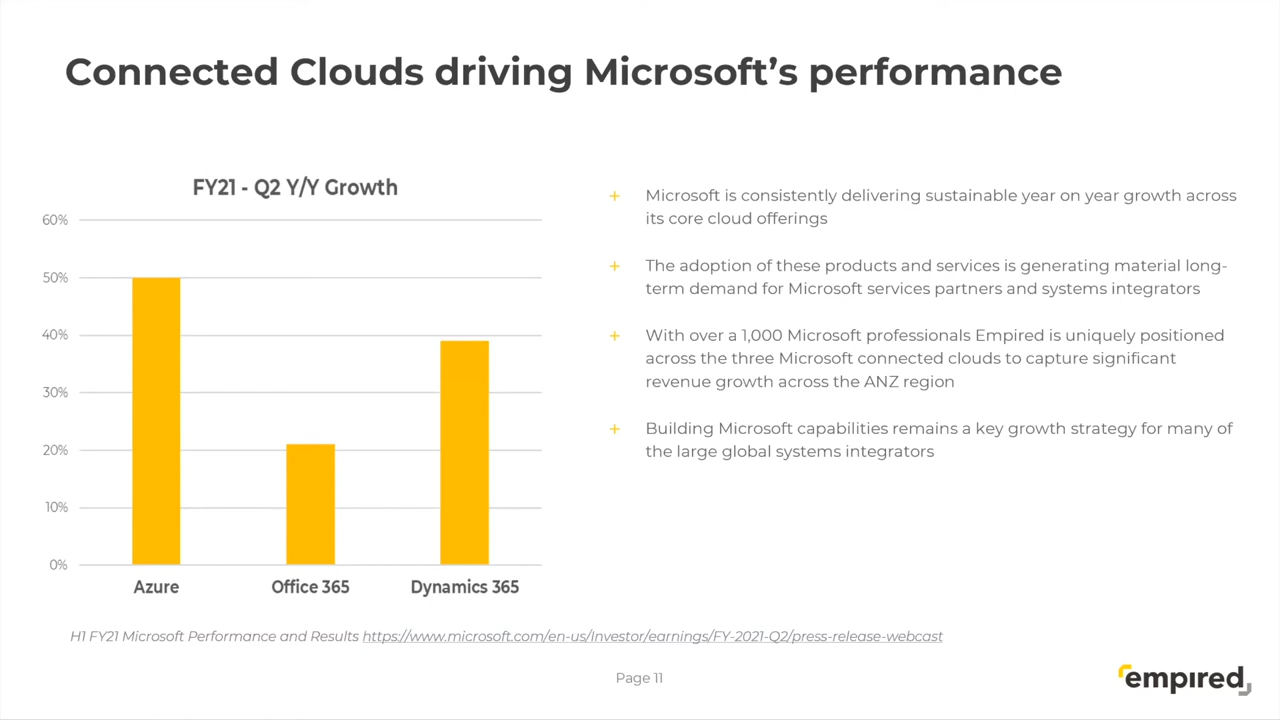 Connected Clouds driving Microsoft’s performance
FY21 - Q2 Y/Y Growth
60%
50%
40%
30%
20%
10%
0%
Azure
Office 365
Dynamics 365
+ Microsoft is consistently delivering sustainable year on year growth across
its core cloud offerings
+ The adoption of these products and services is generating material long-
term demand for Microsoft services partners and systems integrators
+ With over a 1,000 Microsoft professionals Empired is uniquely positioned
across the three Microsoft connected clouds to capture significant
revenue growth across the ANZ region
+ Building Microsoft capabilities remains a key growth strategy for many of
the large global systems integrators
H1 FY21 Microsoft Performance and Results https://www.microsoft.com/en-us/Investor/earnings/FY-2021-Q2/press-release-webcast
Page 11
empired